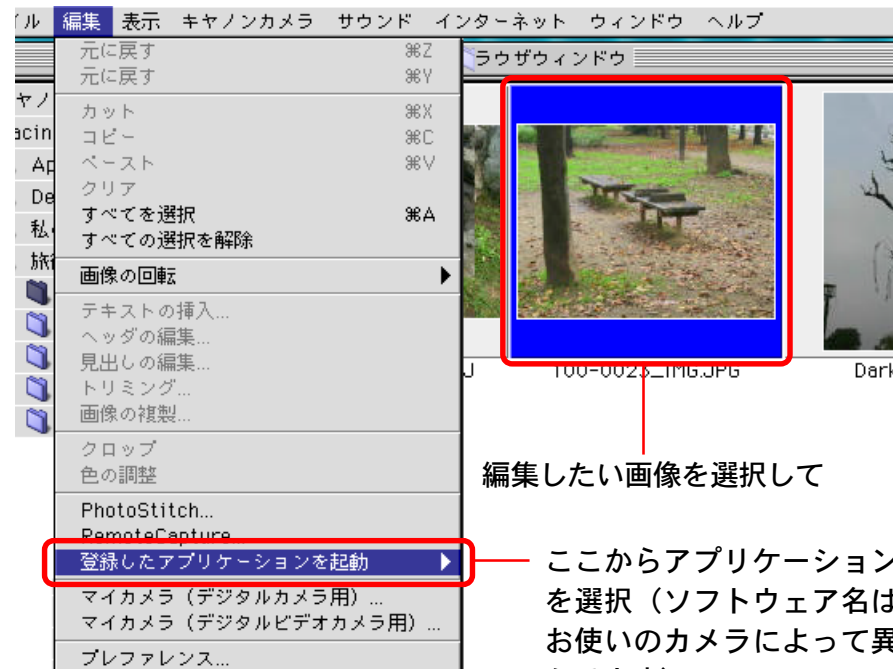 編集 表示 キヤノンカメラ サウンド インターネット ウィンドウ ヘルプ
元に戻す ⌘Z
元に戻す ⌘Y
カット ⌘X
コピー ⌘C
ペースト ⌘V
クリア
すべてを選択 ⌘A
すべての選択を解除
画像の回転
テキストの挿入...
ヘッダの編集...
見出しの編集...
トリミング...
画像の複製...
クロップ
色の調整
PhotoStitch...
RemoteCapture...
登録したアプリケーションを起動
マイカメラ（デジタルカメラ用）...
マイカメラ（デジタルビデオカメラ用）...
プレファレンス...
ラウザウィンドウ
100-0023_IMG.JPG
Dark
編集したい画像を選択して
ここからアプリケーション
を選択（ソフトウェア名は
お使いのカメラによって異